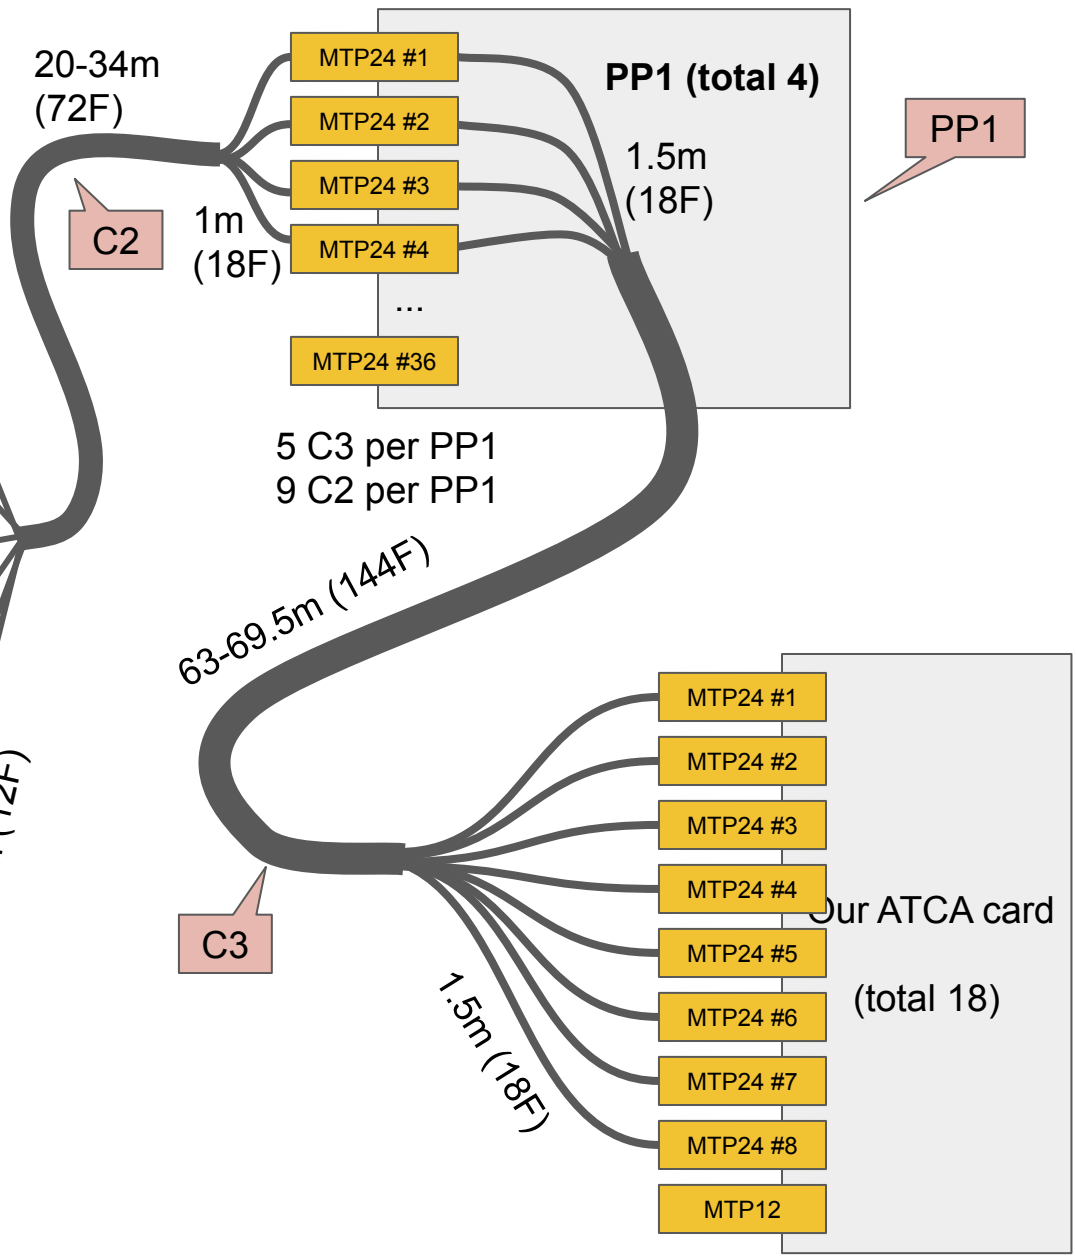 20-34m
(72F)
MTP24 #1
MTP24 #2
MTP24 #3
MTP24 #4
...
MTP24 #36
PP1 (total 4)
1.5m
(18F)
PP1
C2
1m
(18F)
5 C3 per PP1
9 C2 per PP1
63-69.5m (144F)
(12F)
C3
1.5m (18F)
MTP24 #1
MTP24 #2
MTP24 #3
MTP24 #4
MTP24 #5
MTP24 #6
MTP24 #7
MTP24 #8
MTP12
Our ATCA card
(total 18)